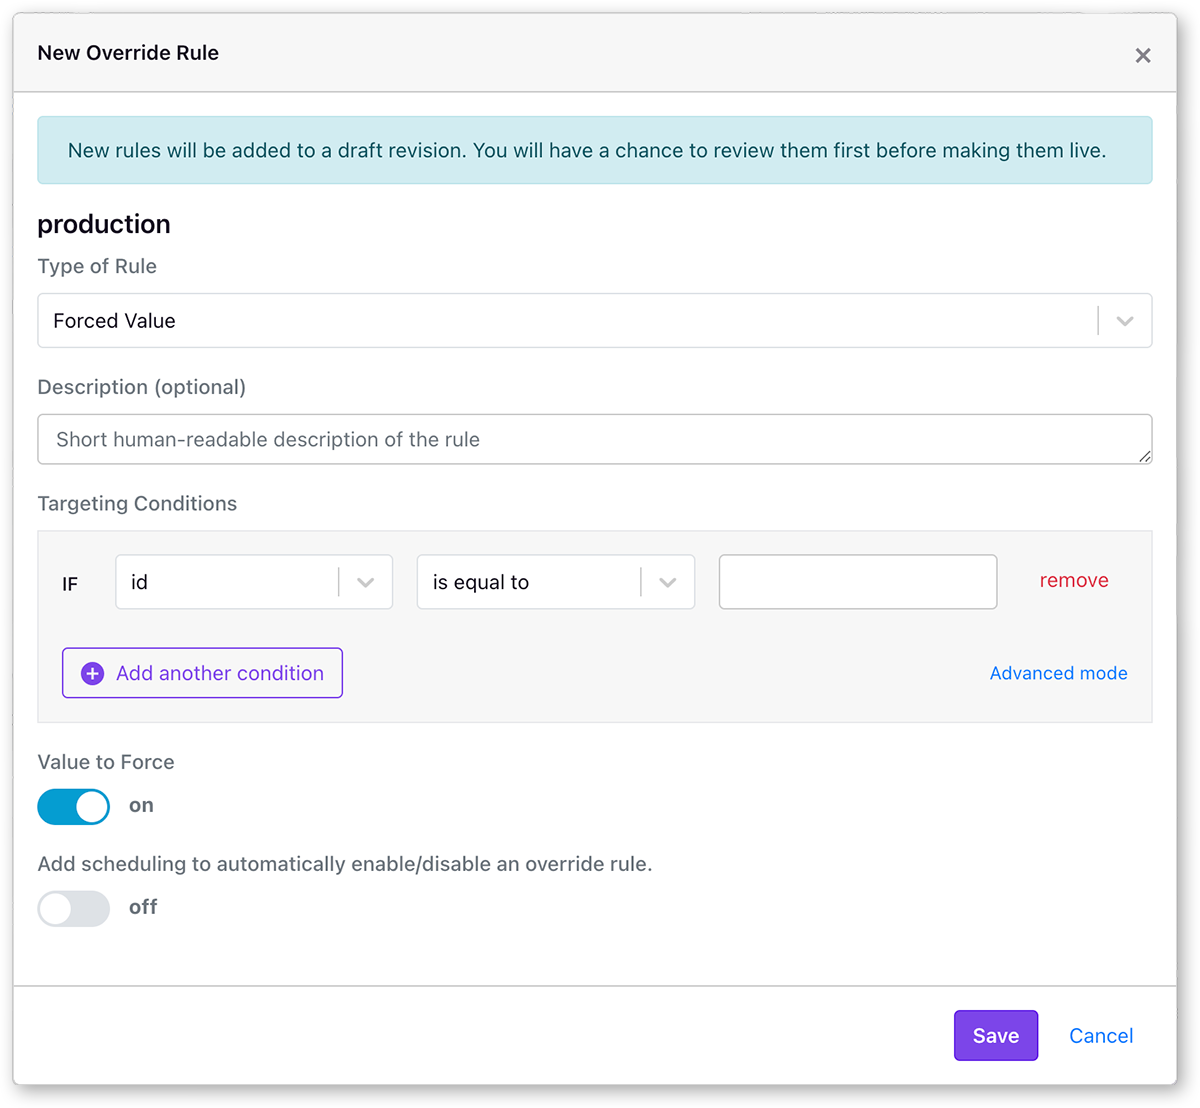 New Override Rule
New rules will be added to a draft revision. You will have a chance to review them first before making them live.
production
Type of Rule
Forced Value
Description (optional)
Short human-readable description of the rule
Targeting Conditions
IF id is equal to remove
Add another condition Advanced mode
Value to Force
on
Add scheduling to automatically enable/disable an override rule.
off
Save Cancel